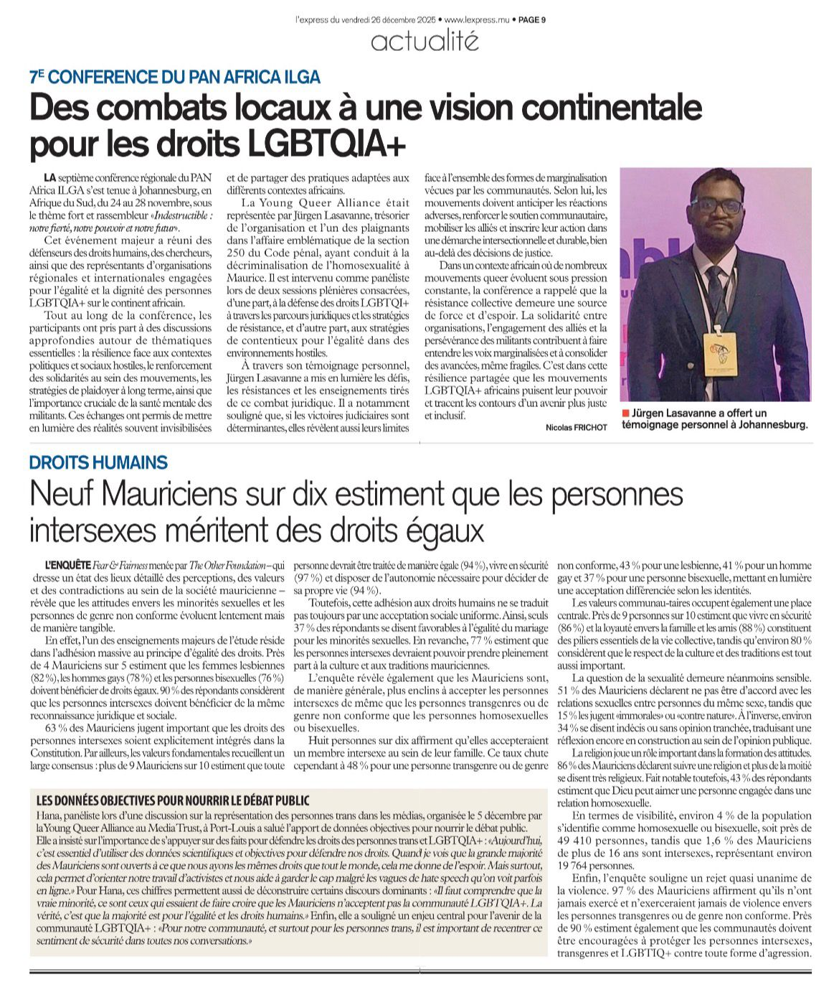 l'express du vendredi 26 décembre 2025 • www.lexpress.mu • PAGE 9
actualité
7E CONFERENCE DU PAN AFRICA ILGA
Des combats locaux à une vision continentale
pour les droits LGBTQIA+
LA septième conférence régionale du PAN
Africa ILGA s'est tenue à Johannesburg, en
Afrique du Sud, du 24 au 28 novembre, sous
le thème fort et rassembleur «Indestructible :
notre fierté, notre pouvoir et notre futur».
Cet événement majeur a réuni des
défenseurs des droits humains, des chercheurs,
ainsi que des représentants d'organisations
régionales et internationales engagées
pour l'égalité et la dignité des personnes
LGBTQIA+ sur le continent africain.
Tout au long de la conférence, les
participants ont pris part à des discussions
approfondies autour de thématiques
essentielles : la résilience face aux contextes
politiques et sociaux hostiles, le renforcement
des solidarités au sein des mouvements, les
stratégies de plaidoyer à long terme, ainsi que
l'importance cruciale de la santé mentale des
militants. Ces échanges ont permis de mettre
en lumière des réalités souvent invisibilisées
et de partager des pratiques adaptées aux
différents contextes africains.
La Young Queer Alliance était
représentée par Jürgen Lasavanne, trésorier
de l'organisation et l'un des plaignants
dans l'affaire emblématique de la section
250 du Code pénal, ayant conduit à la
décriminalisation de l'homosexualité à
Maurice. Il est intervenu comme panéliste
lors de deux sessions plénières consacrées,
d'une part, à la défense des droits LGBTQI+
à travers les parcours juridiques et les stratégies
de résistance, et d'autre part, aux stratégies
de contentieux pour l'égalité dans des
environnements hostiles.
À travers son témoignage personnel,
Jürgen Lasavanne a mis en lumière les défis,
les résistances et les enseignements tirés
de ce combat juridique. Il a notamment
souligné que, si les victoires judiciaires sont
déterminantes, elles révèlent aussi leurs limites
face à l'ensemble des formes de marginalisation
vécues par les communautés. Selon lui, les
mouvements doivent anticiper les réactions
adverses, renforcer le soutien communautaire,
mobiliser les alliés et inscrire leur action dans
une démarche intersectionnelle et durable, bien
au-delà des décisions de justice.
Dans un contexte africain où de nombreux
mouvements queer évoluent sous pression
constante, la conférence a rappelé que la
résistance collective demeure une source
de force et d'espoir. La solidarité entre
organisations, l'engagement des alliés et la
persévérance des militants contribuent à faire
entendre les voix marginalisées et à consolider
des avancées, même fragiles. C'est dans cette
résilience partagée que les mouvements
LGBTQIA+ africains puisent leur pouvoir
et tracent les contours d'un avenir plus juste
et inclusif.
Nicolas FRICHOT
Jürgen Lasavanne a offert un
témoignage personnel à Johannesburg.
DROITS HUMAINS
Neuf Mauriciens sur dix estiment que les personnes
intersexes méritent des droits égaux
L'ENQUÊTE Fear & Fairness menée par The Other Foundation – qui
dresse un état des lieux détaillé des perceptions, des valeurs
et des contradictions au sein de la société mauricienne –
révèle que les attitudes envers les minorités sexuelles et les
personnes de genre non conforme évoluent lentement mais
de manière tangible.
En effet, l'un des enseignements majeurs de l'étude réside
dans l'adhésion massive au principe d'égalité des droits. Près
de 4 Mauriciens sur 5 estiment que les femmes lesbiennes
(82 %), les hommes gays (78 %) et les personnes bisexuelles (76 %)
doivent bénéficier de droits égaux. 90 % des répondants considèrent
que les personnes intersexes doivent bénéficier de la même
reconnaissance juridique et sociale.
63 % des Mauriciens jugent important que les droits des
personnes intersexes soient explicitement intégrés dans la
Constitution. Par ailleurs, les valeurs fondamentales recueillent un
large consensus : plus de 9 Mauriciens sur 10 estiment que toute
personne devrait être traitée de manière égale (94 %), vivre en sécurité
(97 %) et disposer de l'autonomie nécessaire pour décider de
sa propre vie (94 %).
Toutefois, cette adhésion aux droits humains ne se traduit
pas toujours par une acceptation sociale uniforme. Ainsi, seuls
37 % des répondants se disent favorables à l'égalité du mariage
pour les minorités sexuelles. En revanche, 77 % estiment que
les personnes intersexes devraient pouvoir prendre pleinement
part à la culture et aux traditions mauriciennes.
L'enquête révèle également que les Mauriciens sont,
de manière générale, plus enclins à accepter les personnes
intersexes de même que les personnes transgenres ou de
genre non conforme que les personnes homosexuelles
ou bisexuelles.
Huit personnes sur dix affirment qu'elles accepteraient
un membre intersexe au sein de leur famille. Ce taux chute
cependant à 48 % pour une personne transgenre ou de genre
non conforme, 43 % pour une lesbienne, 41 % pour un homme
gay et 37 % pour une personne bisexuelle, mettant en lumière
une acceptation différenciée selon les identités.
Les valeurs communau-taires occupent également une place
centrale. Près de 9 personnes sur 10 estiment que vivre en sécurité
(86 %) et la loyauté envers la famille et les amis (88 %) constituent
des piliers essentiels de la vie collective, tandis qu'environ 80 %
considèrent que le respect de la culture et des traditions est tout
aussi important.
La question de la sexualité demeure néanmoins sensible.
51 % des Mauriciens déclarent ne pas être d'accord avec les
relations sexuelles entre personnes du même sexe, tandis que
15 % les jugent «immorales» ou «contre nature». À l'inverse, environ
34 % se disent indécis ou sans opinion tranchée, traduisant une
réflexion encore en construction au sein de l'opinion publique.
La religion joue un rôle important dans la formation des attitudes.
86 % des Mauriciens déclarent suivre une religion et plus de la moitié
se disent très religieux. Fait notable toutefois, 43 % des répondants
estiment que Dieu peut aimer une personne engagée dans une
relation homosexuelle.
En termes de visibilité, environ 4 % de la population
s'identifie comme homosexuelle ou bisexuelle, soit près de
49 410 personnes, tandis que 1,6 % des Mauriciens
de plus de 16 ans sont intersexes, représentant environ
19 764 personnes.
Enfin, l'enquête souligne un rejet quasi unanime de
la violence. 97 % des Mauriciens affirment qu'ils n'ont
jamais exercé et n'exerceraient jamais de violence envers
les personnes transgenres ou de genre non conforme. Près
de 90 % estiment également que les communautés doivent
être encouragées à protéger les personnes intersexes,
transgenres et LGBTIQ+ contre toute forme d'agression.
LES DONNÉES OBJECTIVES POUR NOURRIR LE DÉBAT PUBLIC
Hana, panéliste lors d'une discussion sur la représentation des personnes trans dans les médias, organisée le 5 décembre par
la Young Queer Alliance au Media Trust, à Port-Louis a salué l'apport de données objectives pour nourrir le débat public.
Elle a insisté sur l'importance de s'appuyer sur des faits pour défendre les droits des personnes trans et LGBTQIA+ : «Aujourd'hui,
c'est essentiel d'utiliser des données scientifiques et objectives pour défendre nos droits. Quand je vois que la grande majorité
des Mauriciens sont ouverts à ce que nous ayons les mêmes droits que tout le monde, cela me donne de l'espoir. Mais surtout,
cela permet d'orienter notre travail d'activistes et nous aide à garder le cap malgré les vagues de hate speech qu'on voit parfois
en ligne.» Pour Hana, ces chiffres permettent aussi de déconstruire certains discours dominants : «Il faut comprendre que la
vraie minorité, ce sont ceux qui essaient de faire croire que les Mauriciens n'acceptent pas la communauté LGBTQIA+. La
vérité, c'est que la majorité est pour l'égalité et les droits humains.» Enfin, elle a souligné un enjeu central pour l'avenir de la
communauté LGBTQIA+ : «Pour notre communauté, et surtout pour les personnes trans, il est important de recentrer ce
sentiment de sécurité dans toutes nos conversations.»